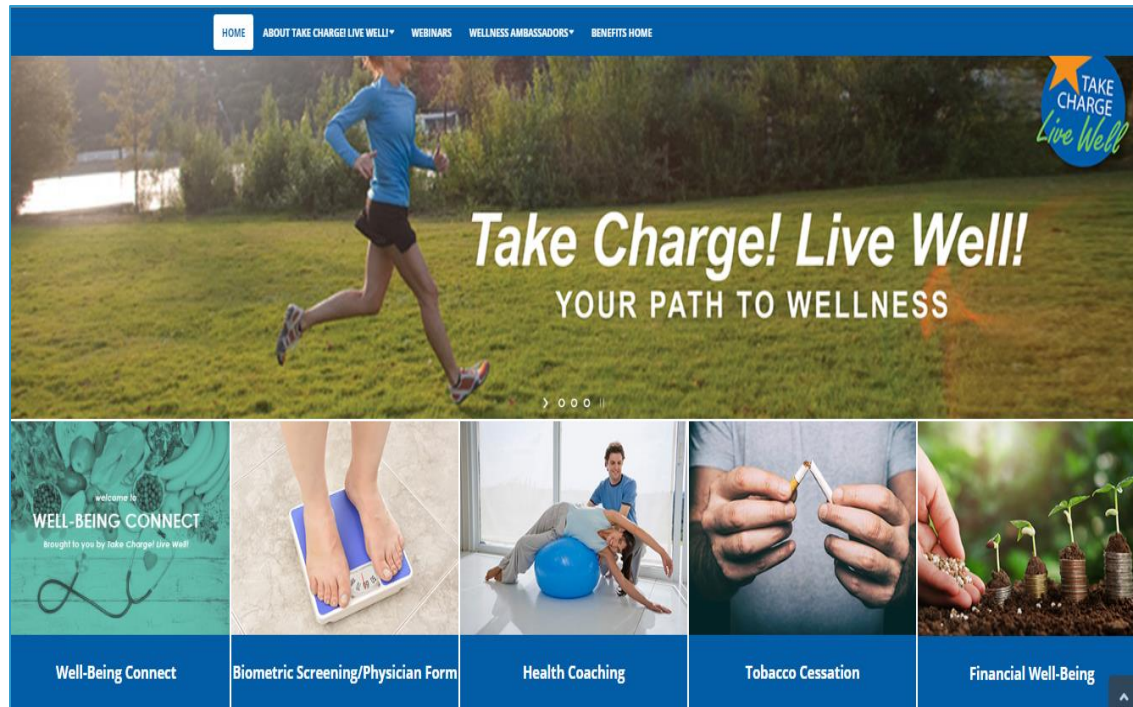 HOME
ABOUT TAKE CHARGE! LIVE WELL!
WEBINARS
WELLNESS AMBASSADORS
BENEFITS HOME
TAKE
CHARGE
Live Well
Take Charge! Live Well!
YOUR PATH TO WELLNESS
welcome to
WELL-BEING CONNECT
Brought to you by Take Charge! Live Well!
Well-Being Connect
Biometric Screening/Physician Form
Health Coaching
Tobacco Cessation
Financial Well-Being